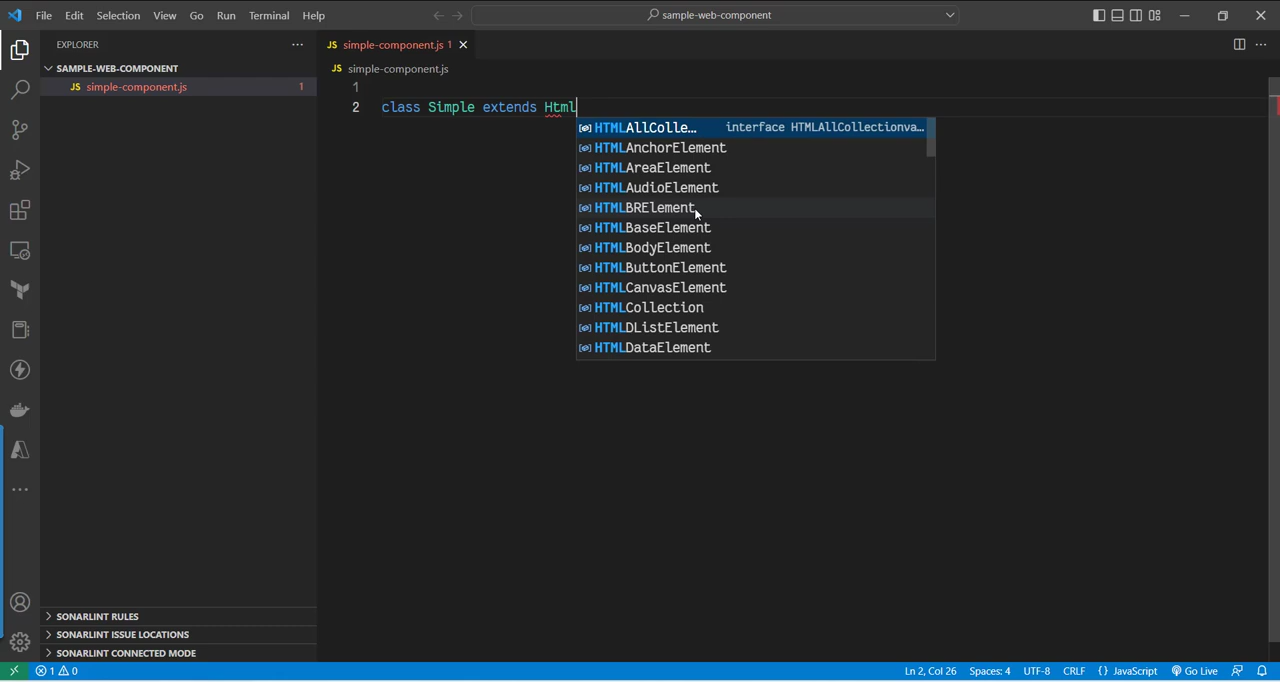 File Edit Selection View Go Run Terminal Help
sample-web-component
EXPLORER
SAMPLE-WEB-COMPONENT
JS simple-component.js 1
JS simple-component.js 1
JS simple-component.js
1
2 class Simple extends Html
HTMLAllColle... interface HTMLAllCollectionva...
HTMLAnchorElement
HTMLAreaElement
HTMLAudioElement
HTMLBRElement
HTMLBaseElement
HTMLBodyElement
HTMLButtonElement
HTMLCanvasElement
HTMLCollection
HTMLDListElement
HTMLDataElement
SONARLINT RULES
SONARLINT ISSUE LOCATIONS
SONARLINT CONNECTED MODE
1 0 Ln 2, Col 26 Spaces: 4 UTF-8 CRLF {} JavaScript Go Live